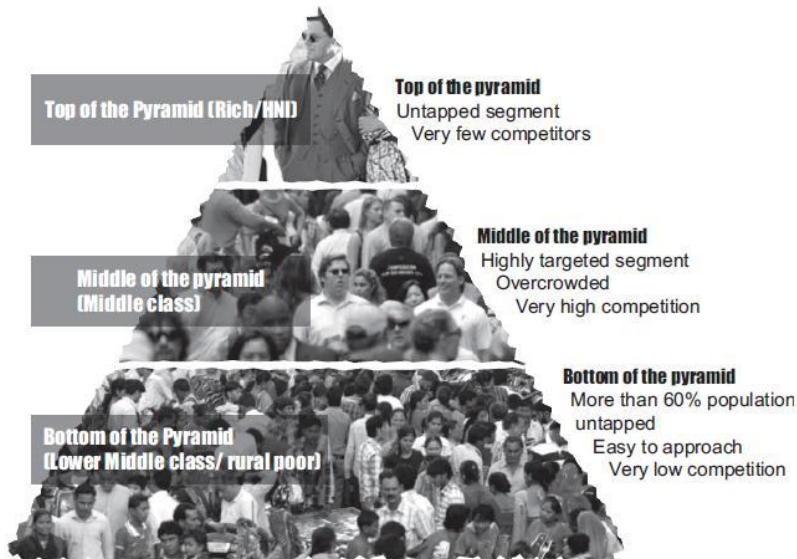 Top of the Pyramid (Rich/HNI)
Top of the pyramid
Untapped segment
Very few competitors
Middle of the pyramid
(Middle class)
Middle of the pyramid
Highly targeted segment
Overcrowded
Very high competition
Bottom of the Pyramid
(Lower Middle class/ rural poor)
Bottom of the pyramid
More than 60% population
untapped
Easy to approach
Very low competition